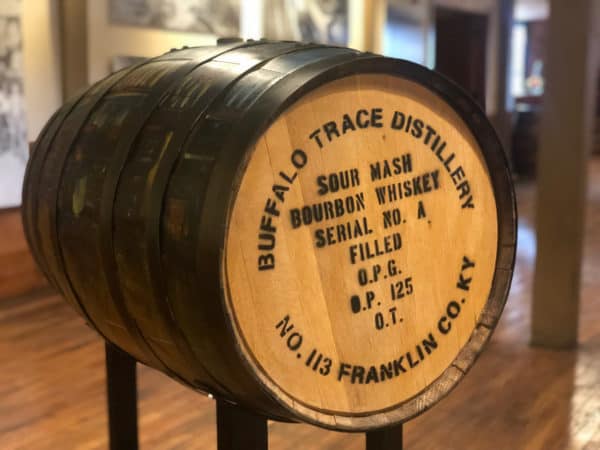 BUFFALO TRACE DISTILLERY
SOUR MASH
BOURBON WHISKEY
SERIAL NO. A
FILLED
O.P.G.
O.P. 125
O.T.
NO. 113 FRANKLIN CO. KY